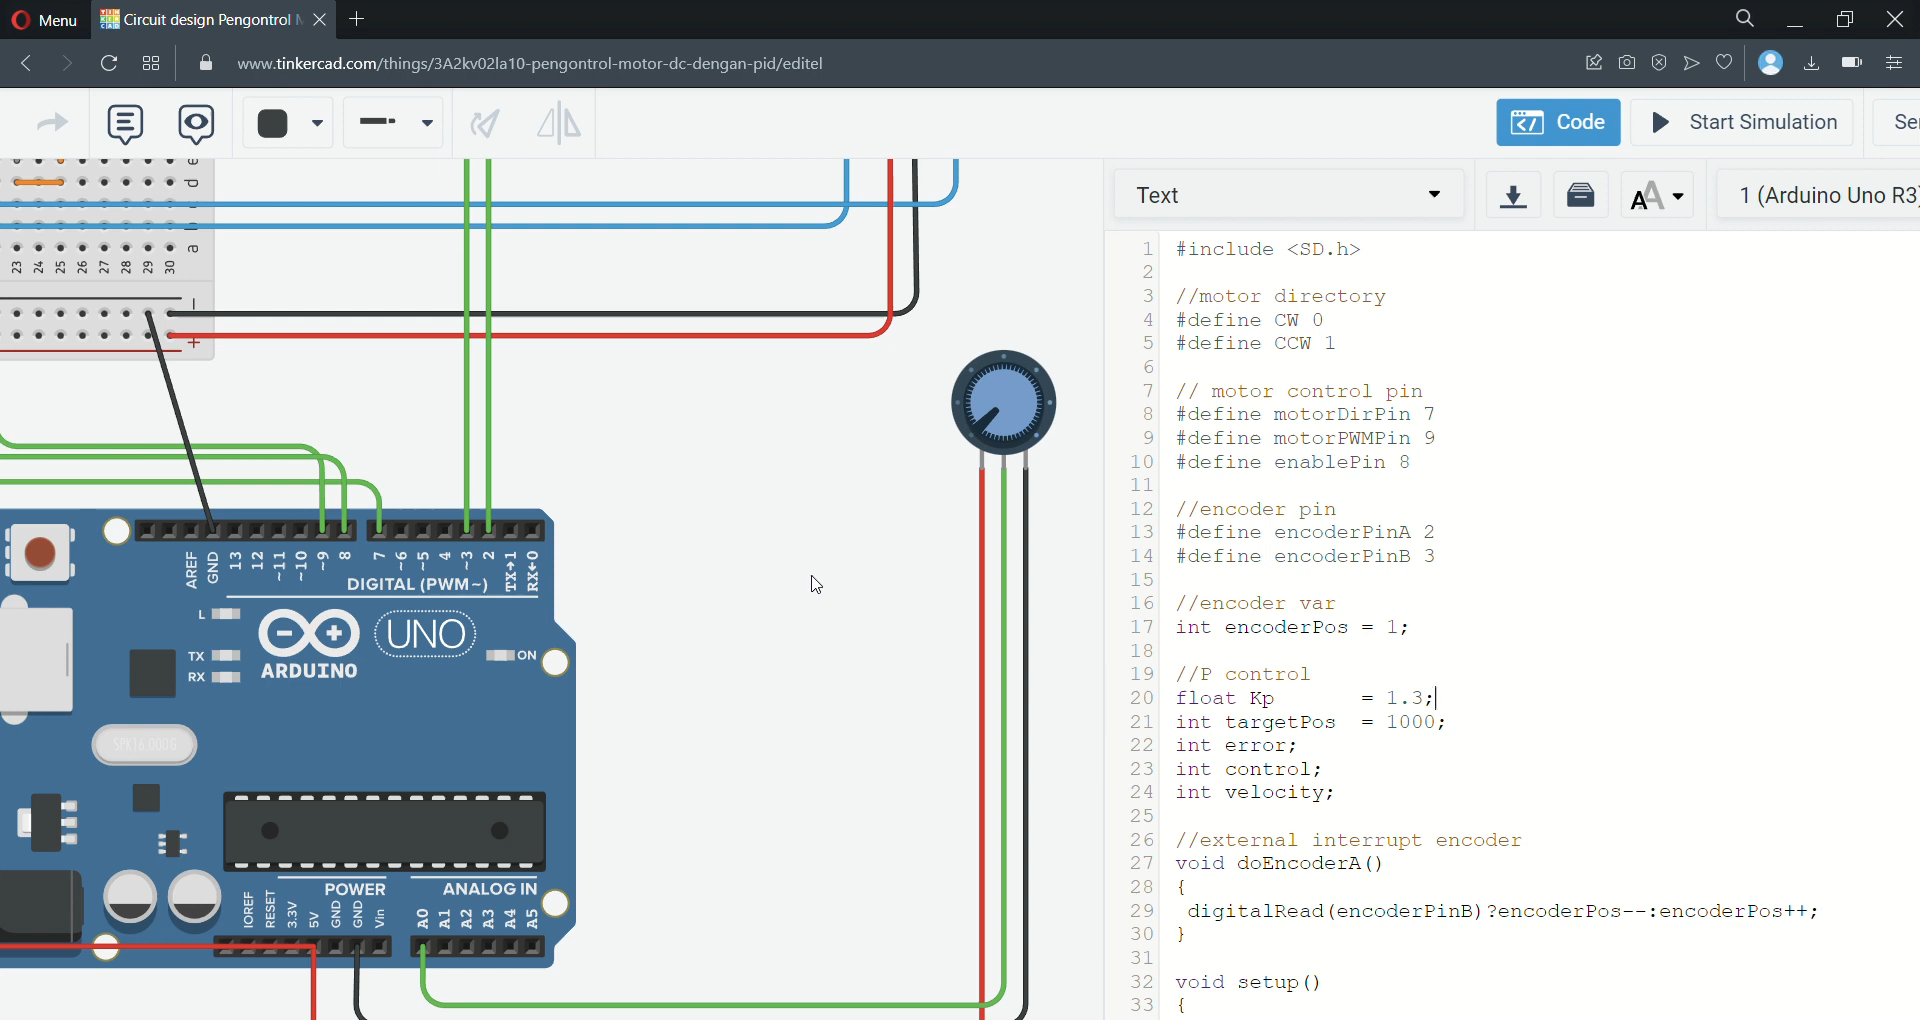 Menu
Circuit design Pengontrol M
www.tinkercad.com/things/3A2kv02la10-pengontrol-motor-dc-dengan-pid/editel
Code
Start Simulation
Text
1 (Arduino Uno R3)
e
d
b
a
23 24 25 26 27 28 29 30
−
+
AREF
GND
13
12
~11
~10
~9
8
7
~6
~5
4
~3
2
TX→1
RX←0
DIGITAL (PWM~)
L
TX
RX
ARDUINO
UNO
ON
SPK16.000G
POWER
ANALOG IN
IOREF
RESET
3.3V
5V
GND
GND
Vin
A0
A1
A2
A3
A4
A5
1 #include <SD.h>
2
3 //motor directory
4 #define CW 0
5 #define CCW 1
6
7 // motor control pin
8 #define motorDirPin 7
9 #define motorPWMPin 9
10 #define enablePin 8
11
12 //encoder pin
13 #define encoderPinA 2
14 #define encoderPinB 3
15
16 //encoder var
17 int encoderPos = 1;
18
19 //P control
20 float Kp       = 1.3;
21 int targetPos  = 1000;
22 int error;
23 int control;
24 int velocity;
25
26 //external interrupt encoder
27 void doEncoderA()
28 {
29  digitalRead(encoderPinB)?encoderPos--:encoderPos++;
30 }
31
32 void setup()
33 {